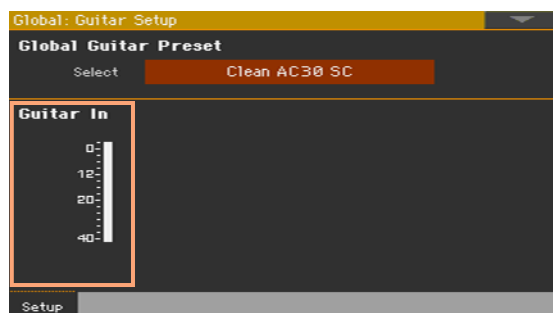 Global: Guitar Setup
Global Guitar Preset
Select Clean AC30 SC
Guitar In
0
12
20
40
Setup